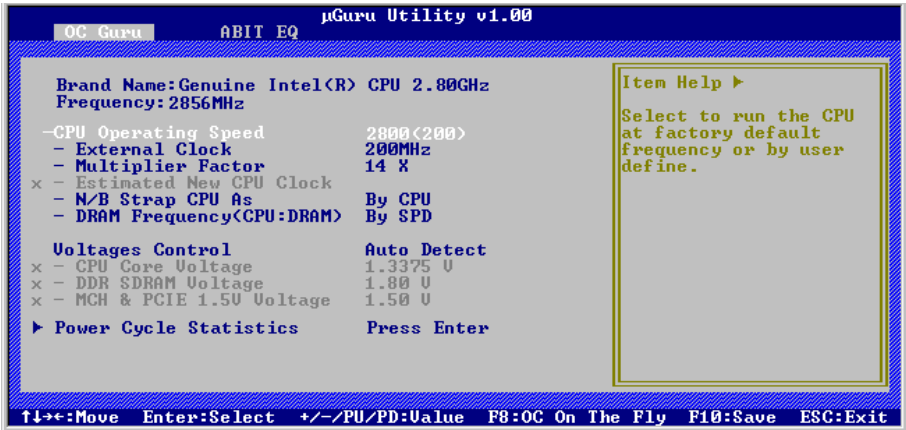 µGuru Utility v1.00
OC Guru ABIT EQ
Brand Name:Genuine Intel(R) CPU 2.80GHz
Frequency:2856MHz
-CPU Operating Speed 2800(200)
- External Clock 200MHz
- Multiplier Factor 14 X
x - Estimated New CPU Clock
- N/B Strap CPU As By CPU
- DRAM Frequency(CPU:DRAM) By SPD
Voltages Control Auto Detect
x - CPU Core Voltage 1.3375 V
x - DDR SDRAM Voltage 1.80 V
x - MCH & PCIE 1.5V Voltage 1.50 V
▶ Power Cycle Statistics Press Enter
Item Help ▶
Select to run the CPU
at factory default
frequency or by user
define.
↑↓→←:Move Enter:Select +/-/PU/PD:Value F8:OC On The Fly F10:Save ESC:Exit